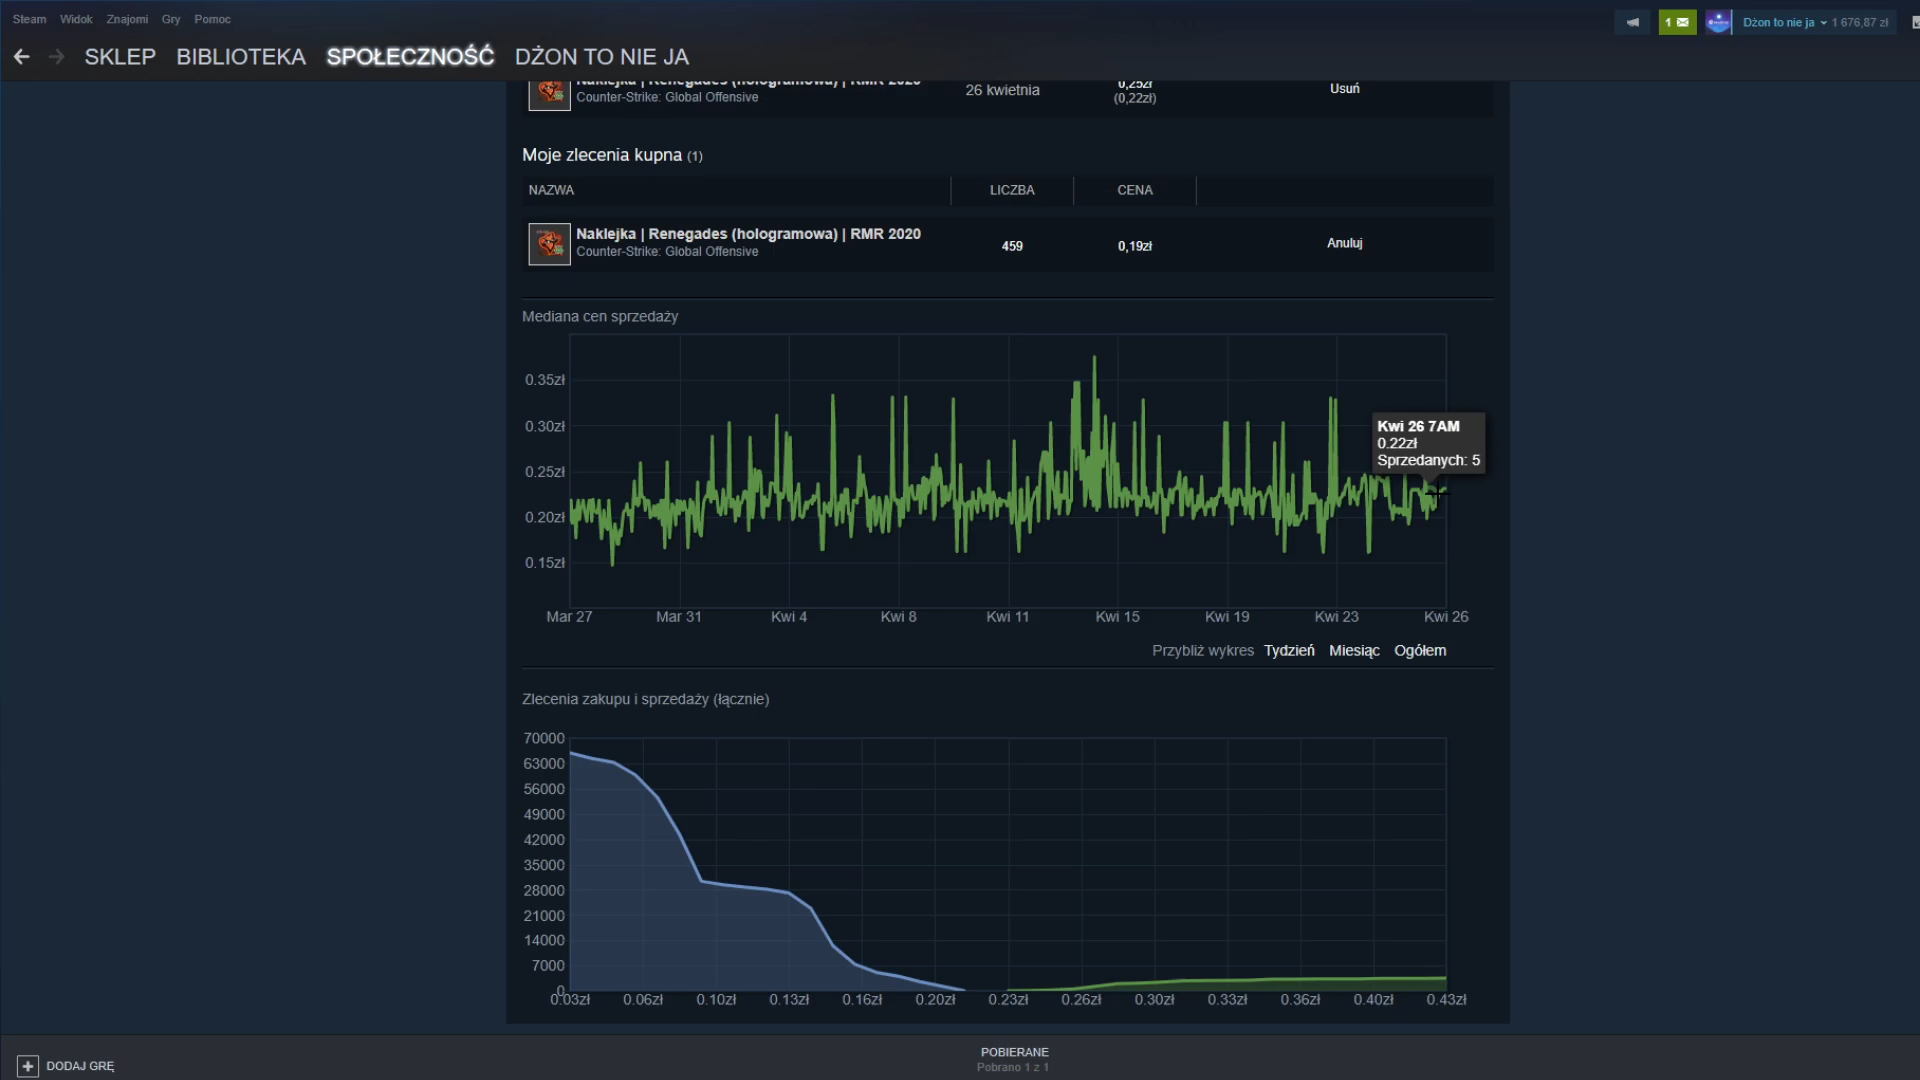 Steam Widok Znajomi Gry Pomoc
1
Dżon to nie ja 1 676,87 zł
SKLEP BIBLIOTEKA SPOŁECZNOŚĆ DŻON TO NIE JA
Naklejka | Renegades (hologramowa) | RMR 2020
Counter-Strike: Global Offensive
26 kwietnia
0,25zł
(0,22zł)
Usuń
Moje zlecenia kupna (1)
NAZWA LICZBA CENA
Naklejka | Renegades (hologramowa) | RMR 2020
Counter-Strike: Global Offensive
459 0,19zł Anuluj
Mediana cen sprzedaży
0.35zł
0.30zł
0.25zł
0.20zł
0.15zł
Kwi 26 7AM
0.22zł
Sprzedanych: 5
Mar 27 Mar 31 Kwi 4 Kwi 8 Kwi 11 Kwi 15 Kwi 19 Kwi 23 Kwi 26
Przybliż wykres Tydzień Miesiąc Ogółem
Zlecenia zakupu i sprzedaży (łącznie)
70000
63000
56000
49000
42000
35000
28000
21000
14000
7000
0
0.03zł 0.06zł 0.10zł 0.13zł 0.16zł 0.20zł 0.23zł 0.26zł 0.30zł 0.33zł 0.36zł 0.40zł 0.43zł
DODAJ GRĘ
POBIERANE
Pobrano 1 z 1